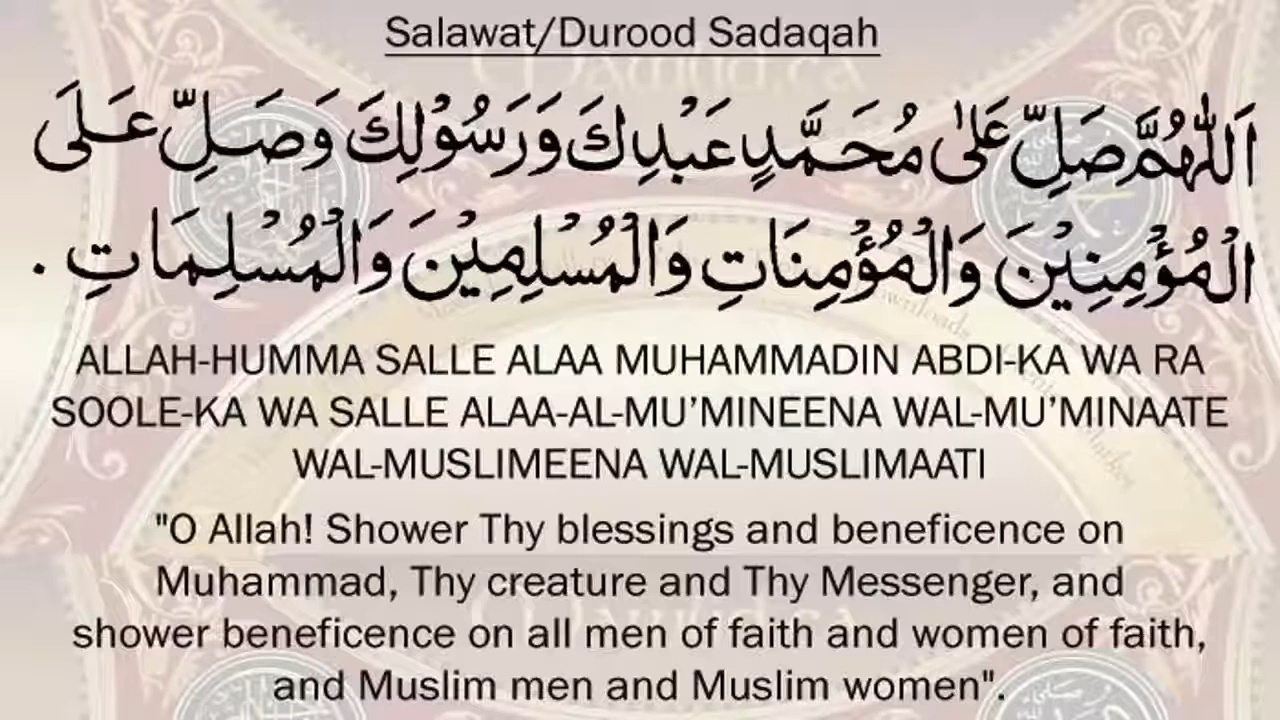 Salawat/Durood Sadaqah
اَللّٰهُمَّ صَلِّ عَلٰى مُحَمَّدٍ عَبْدِكَ وَرَسُوْلِكَ وَصَلِّ عَلَى
الْمُؤْمِنِيْنَ وَالْمُؤْمِنَاتِ وَالْمُسْلِمِيْنَ وَالْمُسْلِمَاتِ .
ALLAH-HUMMA SALLE ALAA MUHAMMADIN ABDI-KA WA RA
SOOLE-KA WA SALLE ALAA-AL-MU’MINEENA WAL-MU’MINAATE
WAL-MUSLIMEENA WAL-MUSLIMAATI
"O Allah! Shower Thy blessings and beneficence on
Muhammad, Thy creature and Thy Messenger, and
shower beneficence on all men of faith and women of faith,
and Muslim men and Muslim women".